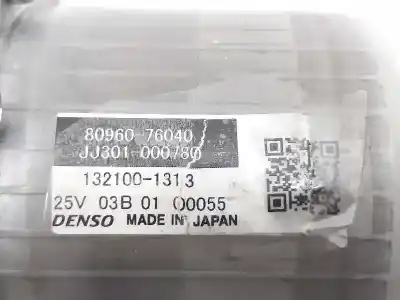 80960-76040
JJ301-000780
132100-1313
25V 03B 01 00055
DENSO MADE IN JAPAN